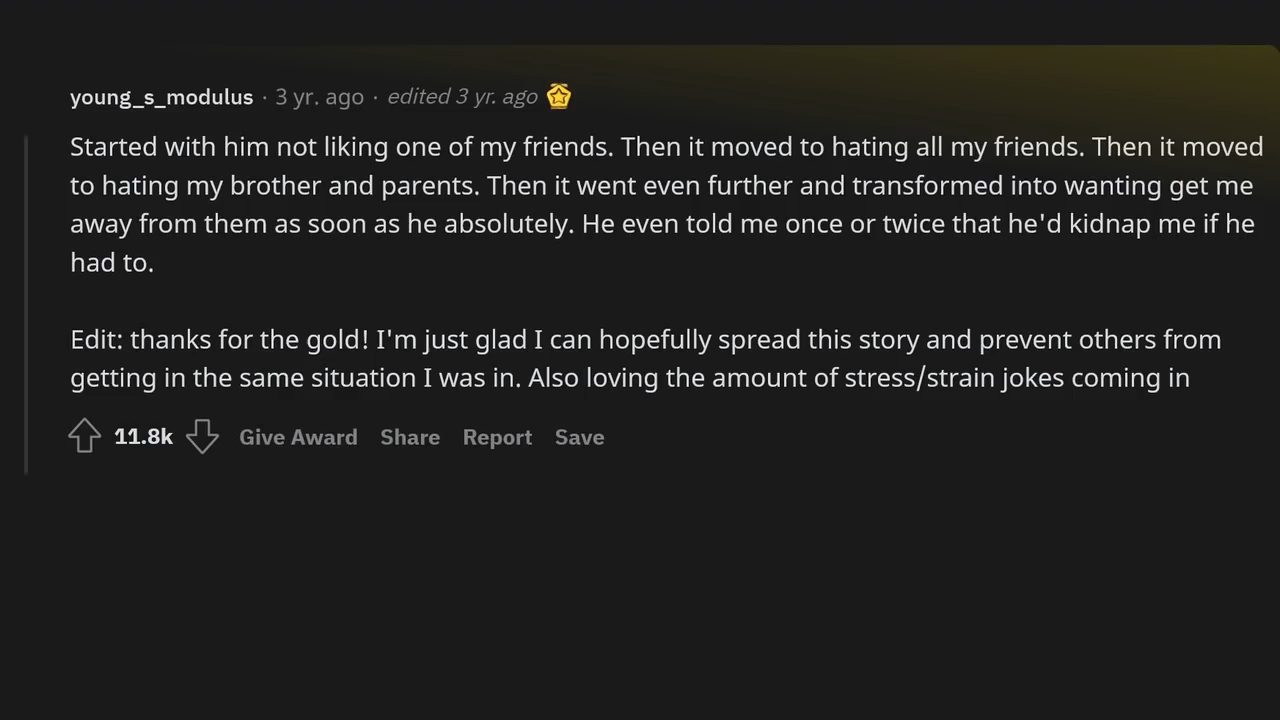 young_s_modulus · 3 yr. ago · edited 3 yr. ago
Started with him not liking one of my friends. Then it moved to hating all my friends. Then it moved
to hating my brother and parents. Then it went even further and transformed into wanting get me
away from them as soon as he absolutely. He even told me once or twice that he'd kidnap me if he
had to.
Edit: thanks for the gold! I'm just glad I can hopefully spread this story and prevent others from
getting in the same situation I was in. Also loving the amount of stress/strain jokes coming in
11.8k Give Award Share Report Save